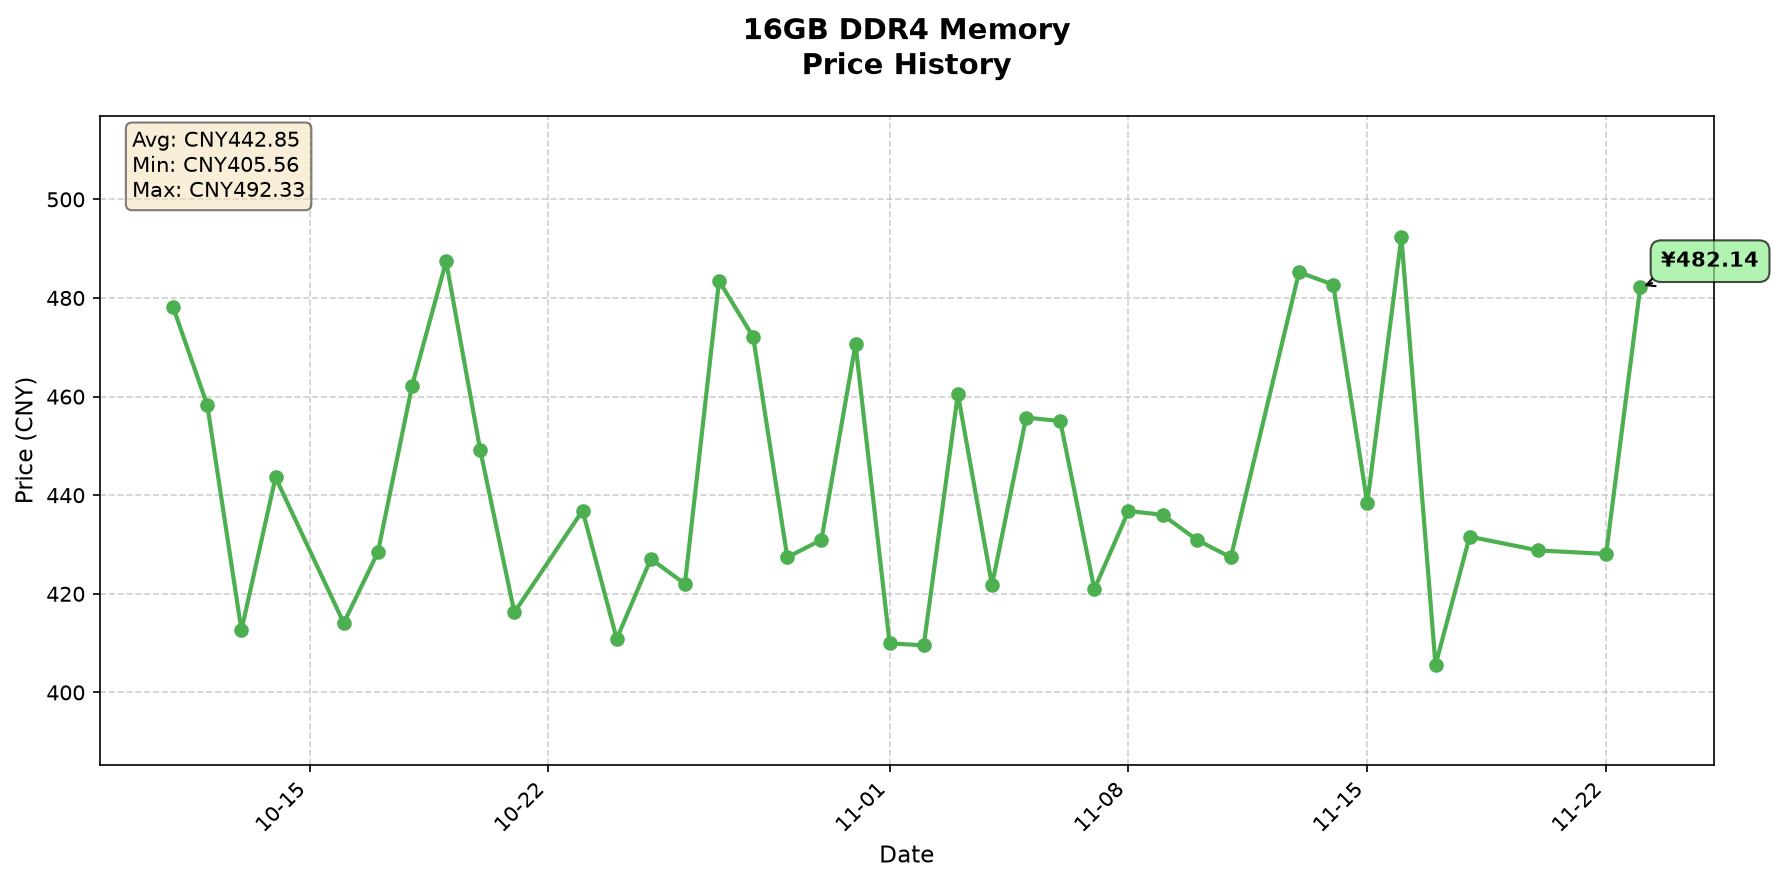 16GB DDR4 Memory
Price History
Avg: CNY442.85
Min: CNY405.56
Max: CNY492.33
¥482.14
Price (CNY)
500
480
460
440
420
400
10-15
10-22
11-01
11-08
11-15
11-22
Date